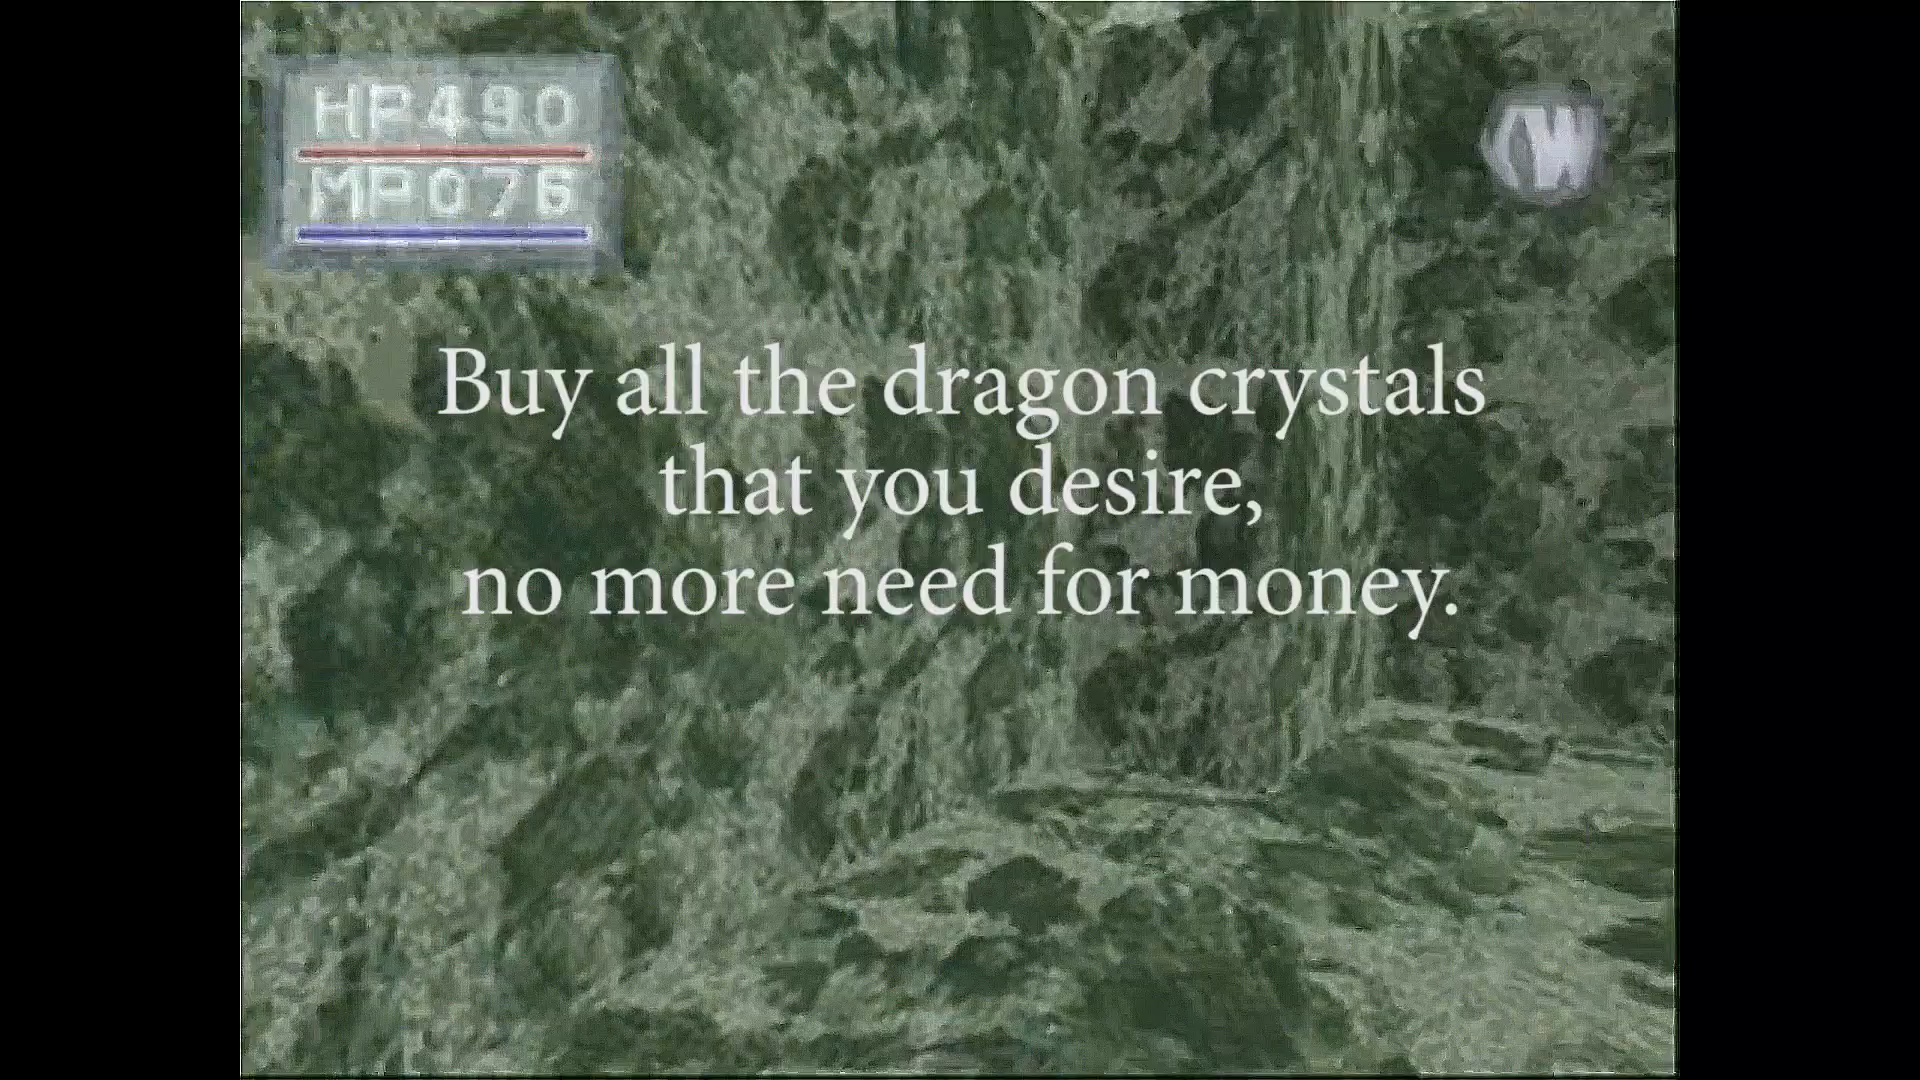 HP490
MP076
W
Buy all the dragon crystals
that you desire,
no more need for money.